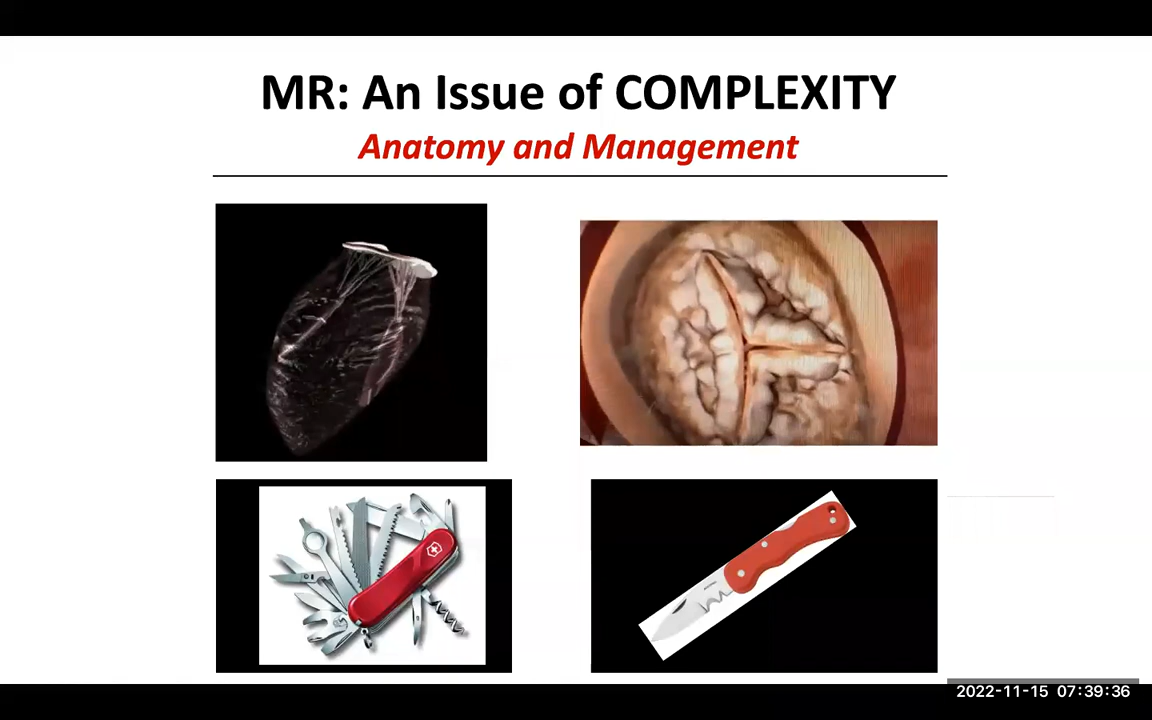 MR: An Issue of COMPLEXITY
Anatomy and Management
2022-11-15 07:39:36